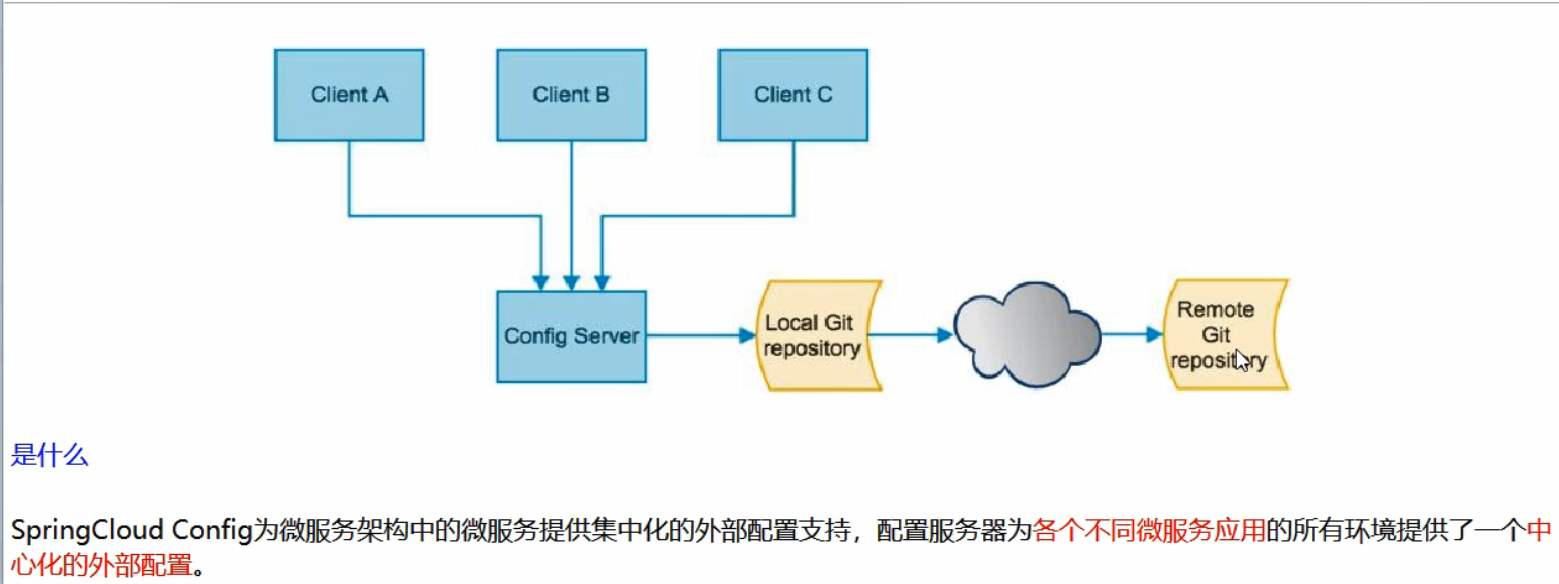 Client A
Client B
Client C
Config Server
Local Git
repository
Remote
Git
repository
是什么
SpringCloud Config为微服务架构中的微服务提供集中化的外部配置支持，配置服务器为各个不同微服务应用的所有环境提供了一个中
心化的外部配置。